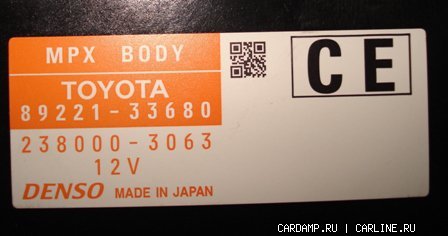 MPX BODY
TOYOTA
89221-33680
238000-3063
12V
DENSO MADE IN JAPAN
CE
CARDAMP.RU | CARLINE.RU